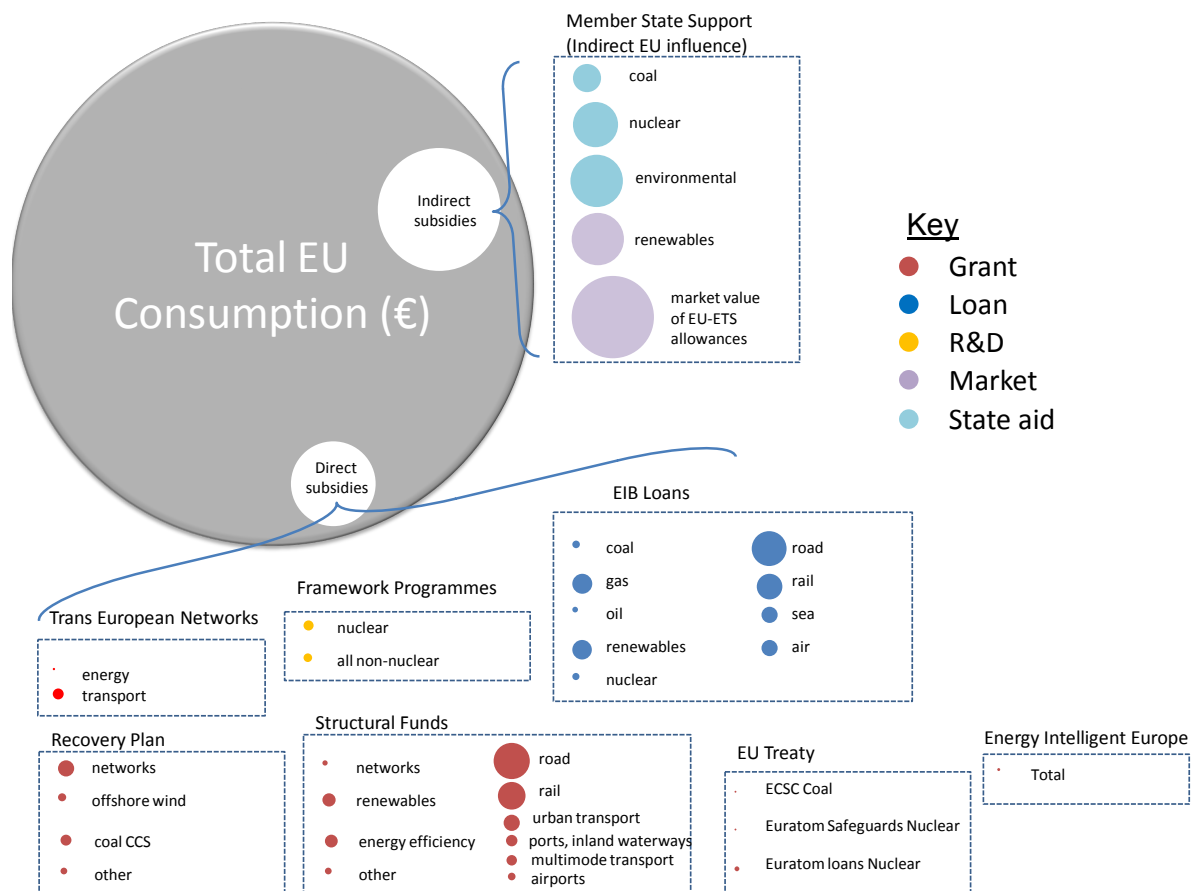 Member State Support
(Indirect EU influence)
coal
nuclear
environmental
renewables
market value
of EU-ETS
allowances
Indirect
subsidies
Total EU
Consumption (€)
Direct
subsidies
Key
Grant
Loan
R&D
Market
State aid
EIB Loans
coal
gas
oil
renewables
nuclear
road
rail
sea
air
Framework Programmes
nuclear
all non-nuclear
Trans European Networks
energy
transport
Recovery Plan
networks
offshore wind
coal CCS
other
Structural Funds
networks
renewables
energy efficiency
other
road
rail
urban transport
ports, inland waterways
multimode transport
airports
EU Treaty
ECSC Coal
Euratom Safeguards Nuclear
Euratom loans Nuclear
Energy Intelligent Europe
Total